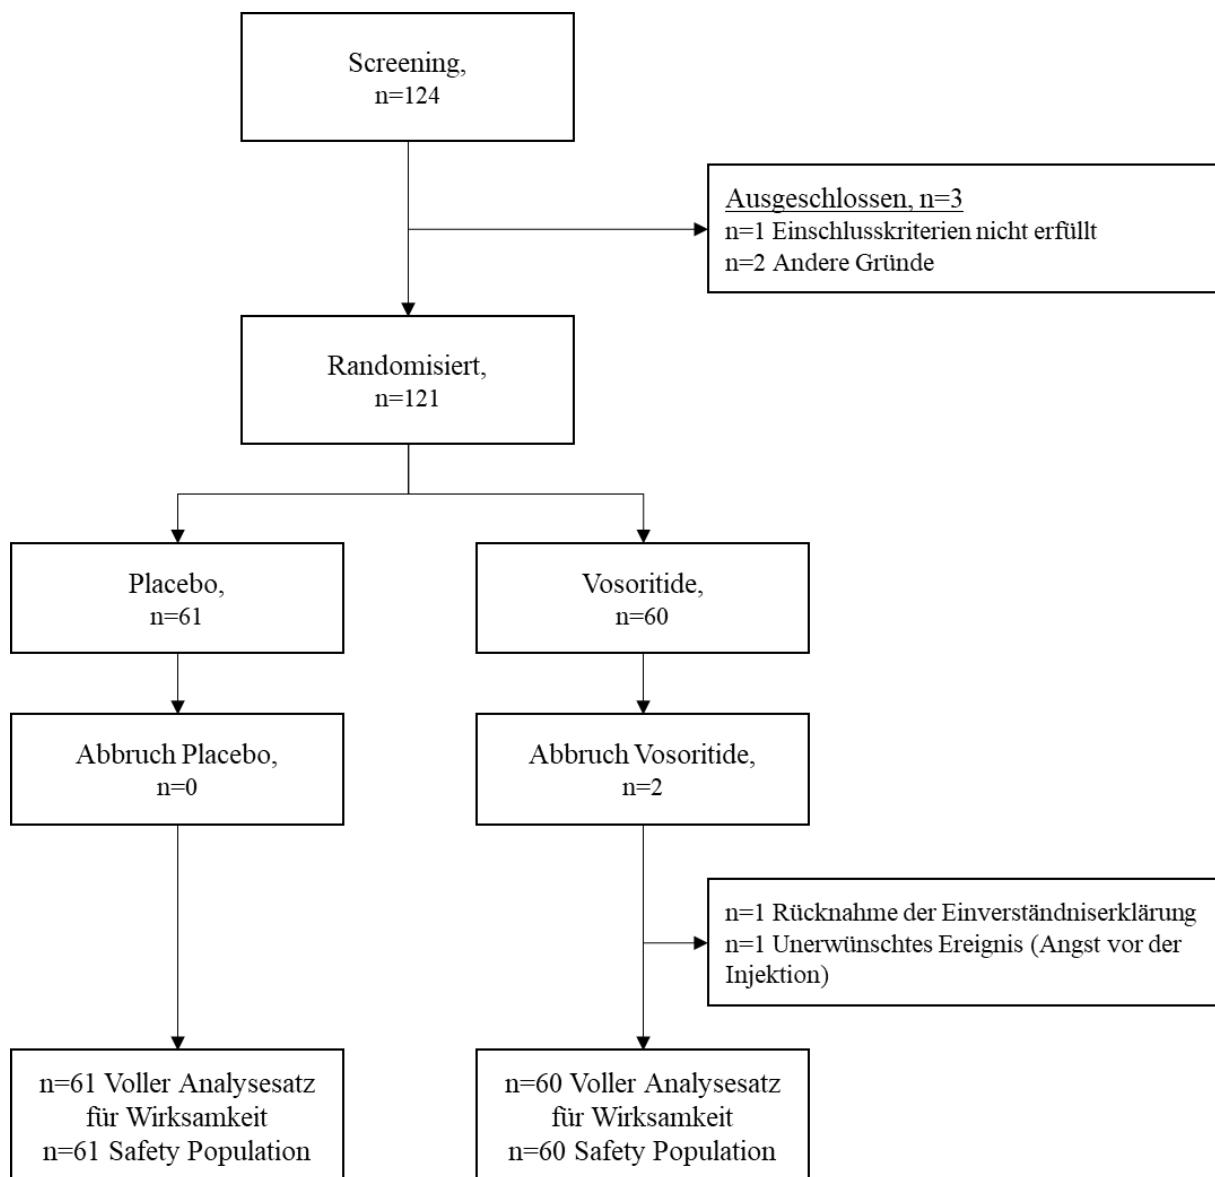 Screening,
n=124
Ausgeschlossen, n=3
n=1 Einschlusskriterien nicht erfüllt
n=2 Andere Gründe
Randomisiert,
n=121
Placebo,
n=61
Vosoritide,
n=60
Abbruch Placebo,
n=0
Abbruch Vosoritide,
n=2
n=1 Rücknahme der Einverständniserklärung
n=1 Unerwünschtes Ereignis (Angst vor der
Injektion)
n=61 Voller Analysesatz
für Wirksamkeit
n=61 Safety Population
n=60 Voller Analysesatz
für Wirksamkeit
n=60 Safety Population